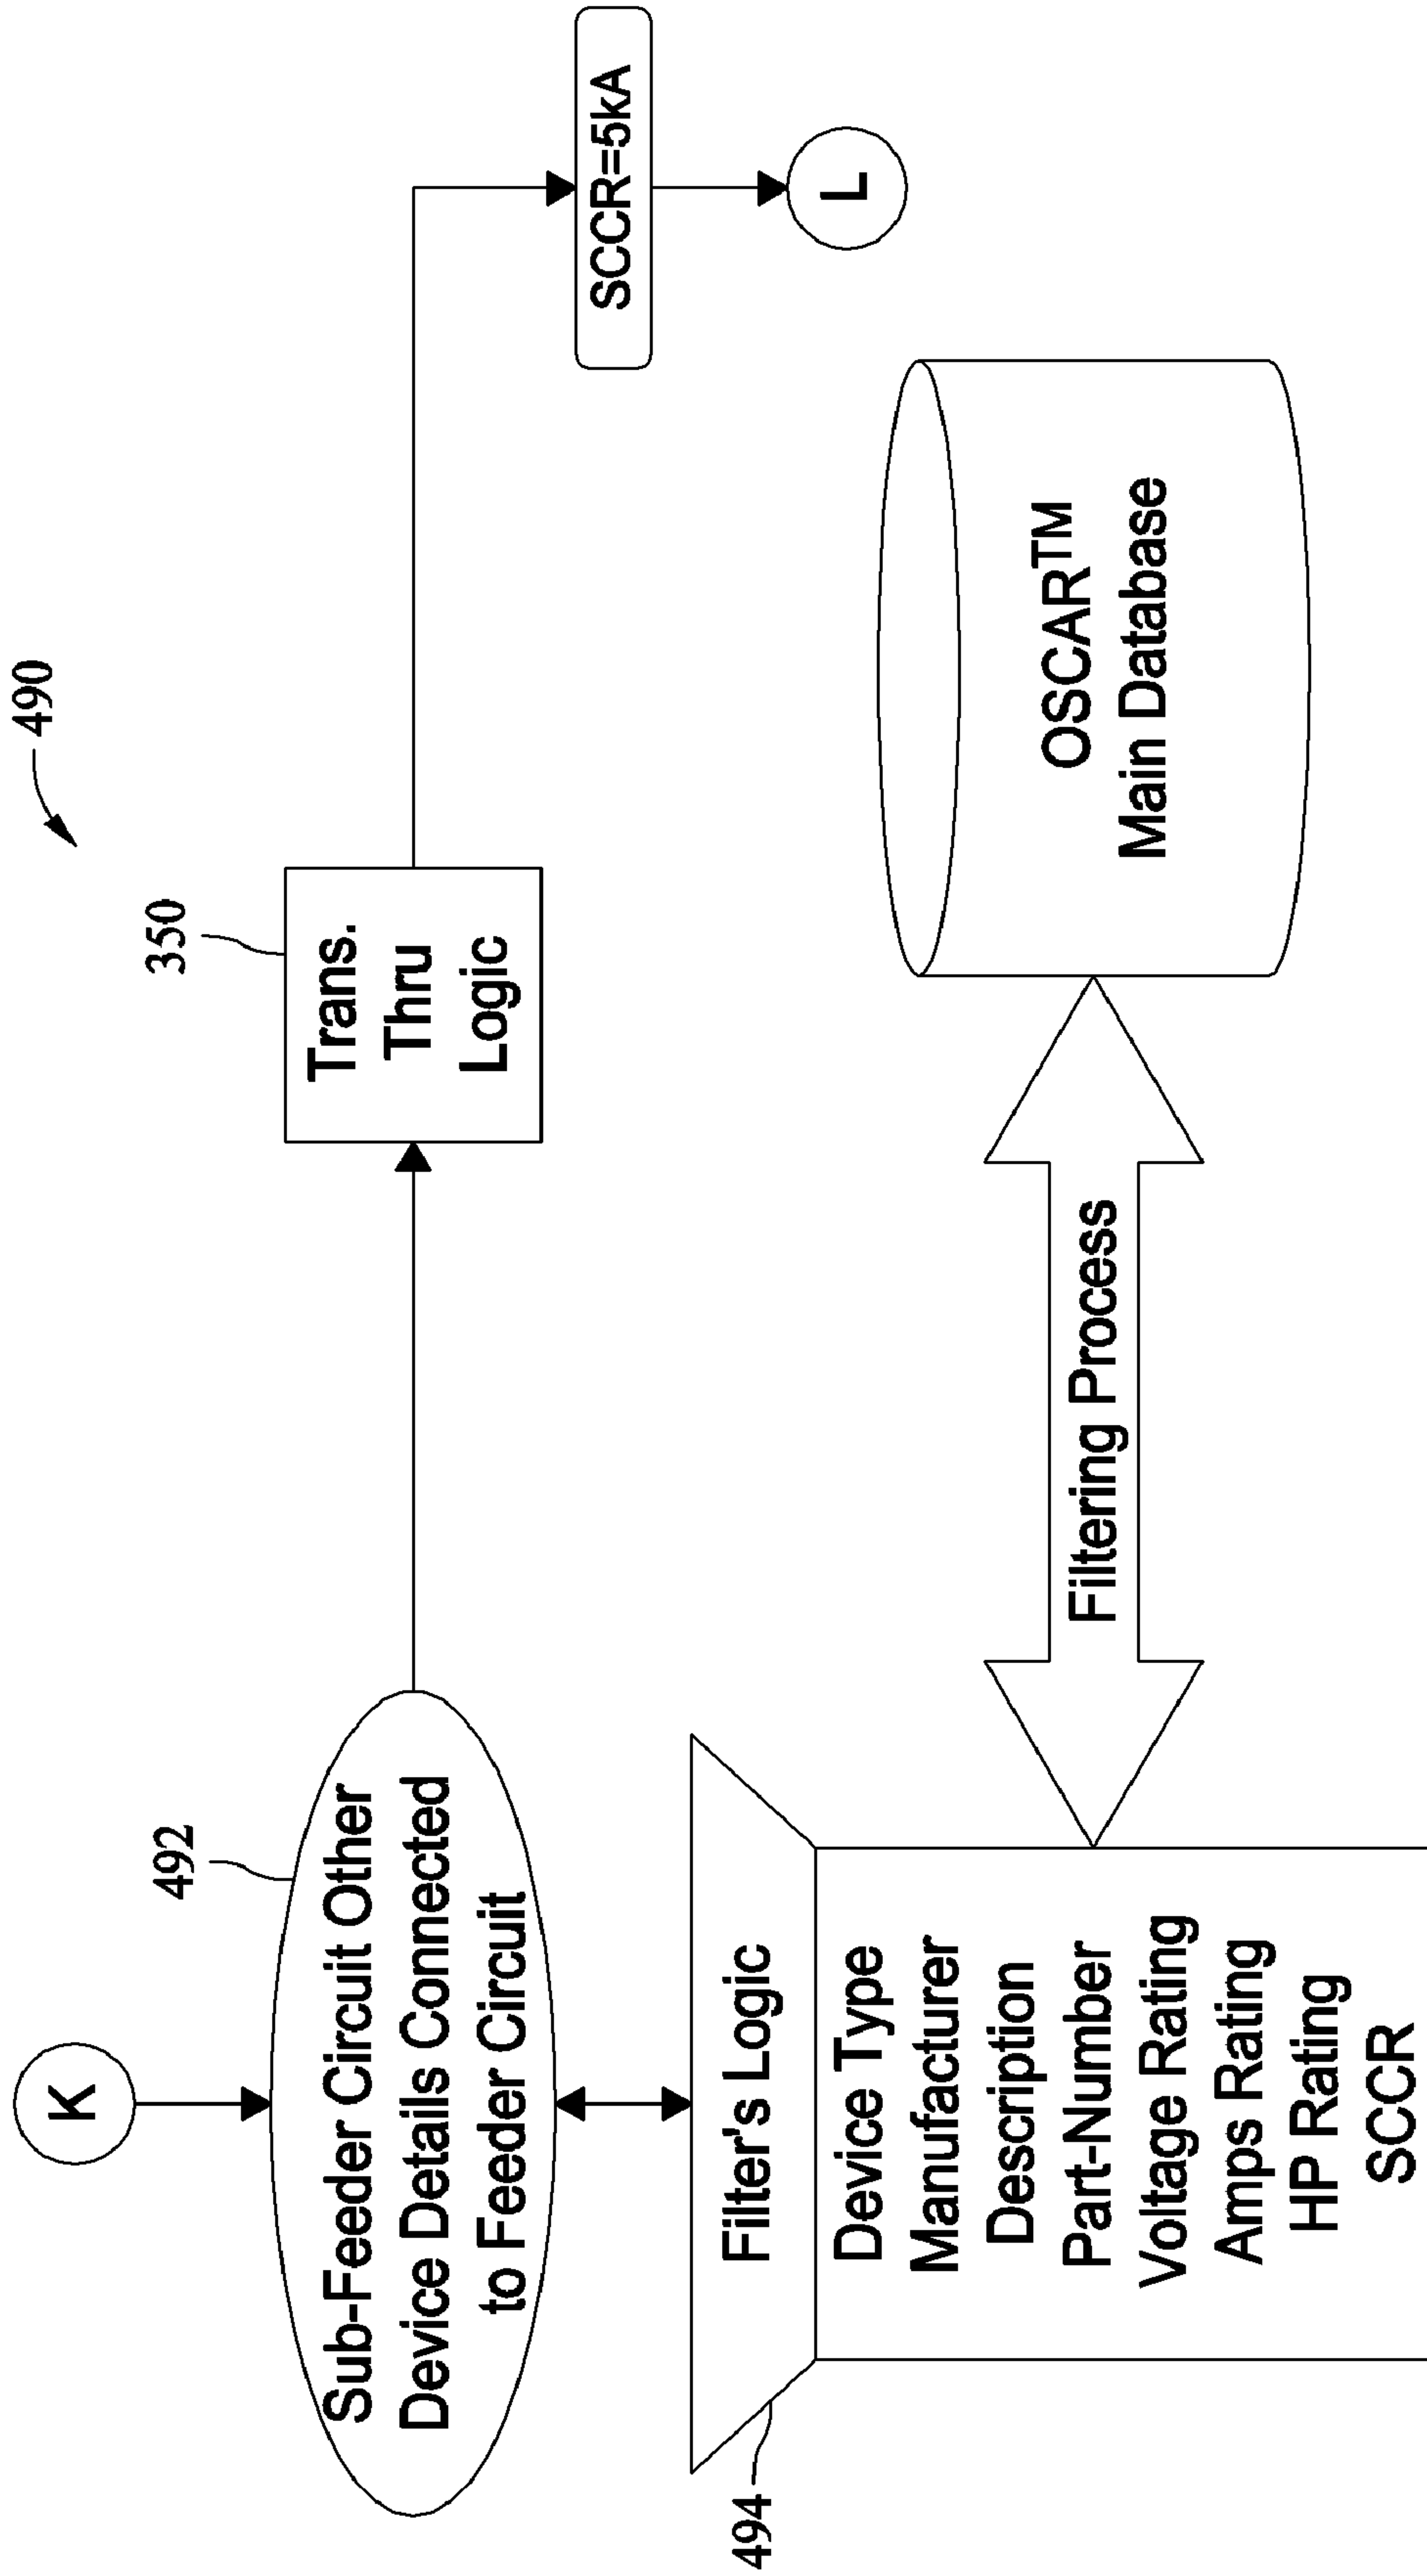 490
K
492
Sub-Feeder Circuit Other
Device Details Connected
to Feeder Circuit
350
Trans.
Thru
Logic
SCCR=5kA
L
494
Filter's Logic
Device Type
Manufacturer
Description
Part-Number
Voltage Rating
Amps Rating
HP Rating
SCCR
Filtering Process
OSCAR™
Main Database